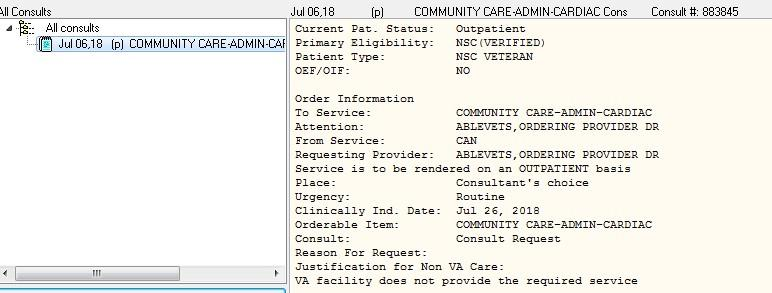 All Consults
All consults
Jul 06,18 (p) COMMUNITY CARE-ADMIN-CAF
Jul 06,18 (p) COMMUNITY CARE-ADMIN-CARDIAC Cons Consult #: 883845
Current Pat. Status: Outpatient
Primary Eligibility: NSC(VERIFIED)
Patient Type: NSC VETERAN
OEF/OIF: NO
Order Information
To Service: COMMUNITY CARE-ADMIN-CARDIAC
Attention: ABLEVETS,ORDERING PROVIDER DR
From Service: CAN
Requesting Provider: ABLEVETS,ORDERING PROVIDER DR
Service is to be rendered on an OUTPATIENT basis
Place: Consultant's choice
Urgency: Routine
Clinically Ind. Date: Jul 26, 2018
Orderable Item: COMMUNITY CARE-ADMIN-CARDIAC
Consult: Consult Request
Reason For Request:
Justification for Non VA Care:
VA facility does not provide the required service